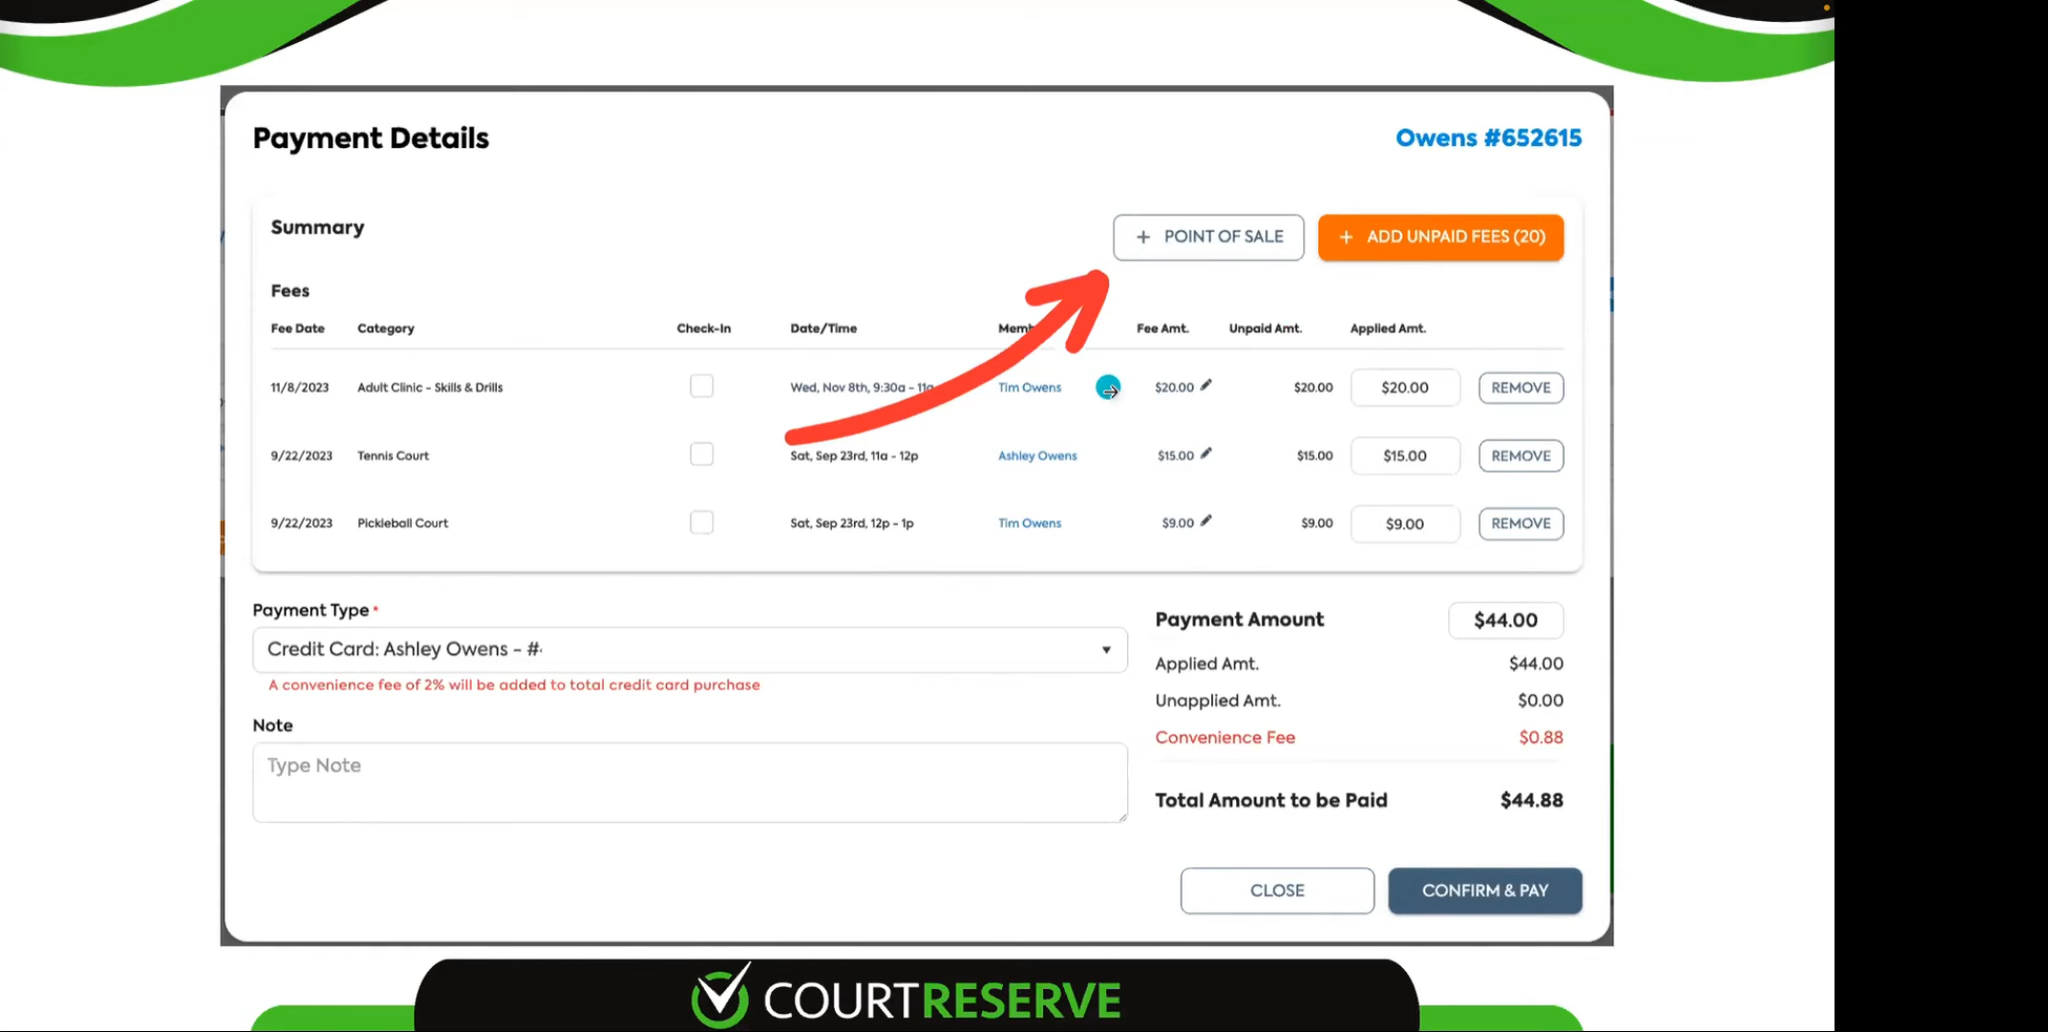 Payment Details
Owens #652615
Summary
+ POINT OF SALE
+ ADD UNPAID FEES (20)
Fees
Fee Date Category Check-In Date/Time Fee Amt. Unpaid Amt. Applied Amt.
11/8/2023 Adult Clinic - Skills & Drills Wed, Nov 8th, 9:30a - 11a Tim Owens $20.00 $20.00 $20.00 REMOVE
9/22/2023 Tennis Court Sat, Sep 23rd, 11a - 12p Ashley Owens $15.00 $15.00 $15.00 REMOVE
9/22/2023 Pickleball Court Sat, Sep 23rd, 12p - 1p Tim Owens $9.00 $9.00 $9.00 REMOVE
Payment Type *
Credit Card: Ashley Owens - #
A convenience fee of 2% will be added to total credit card purchase
Note
Type Note
Payment Amount $44.00
Applied Amt. $44.00
Unapplied Amt. $0.00
Convenience Fee $0.88
Total Amount to be Paid $44.88
CLOSE
CONFIRM & PAY
COURTRESERVE